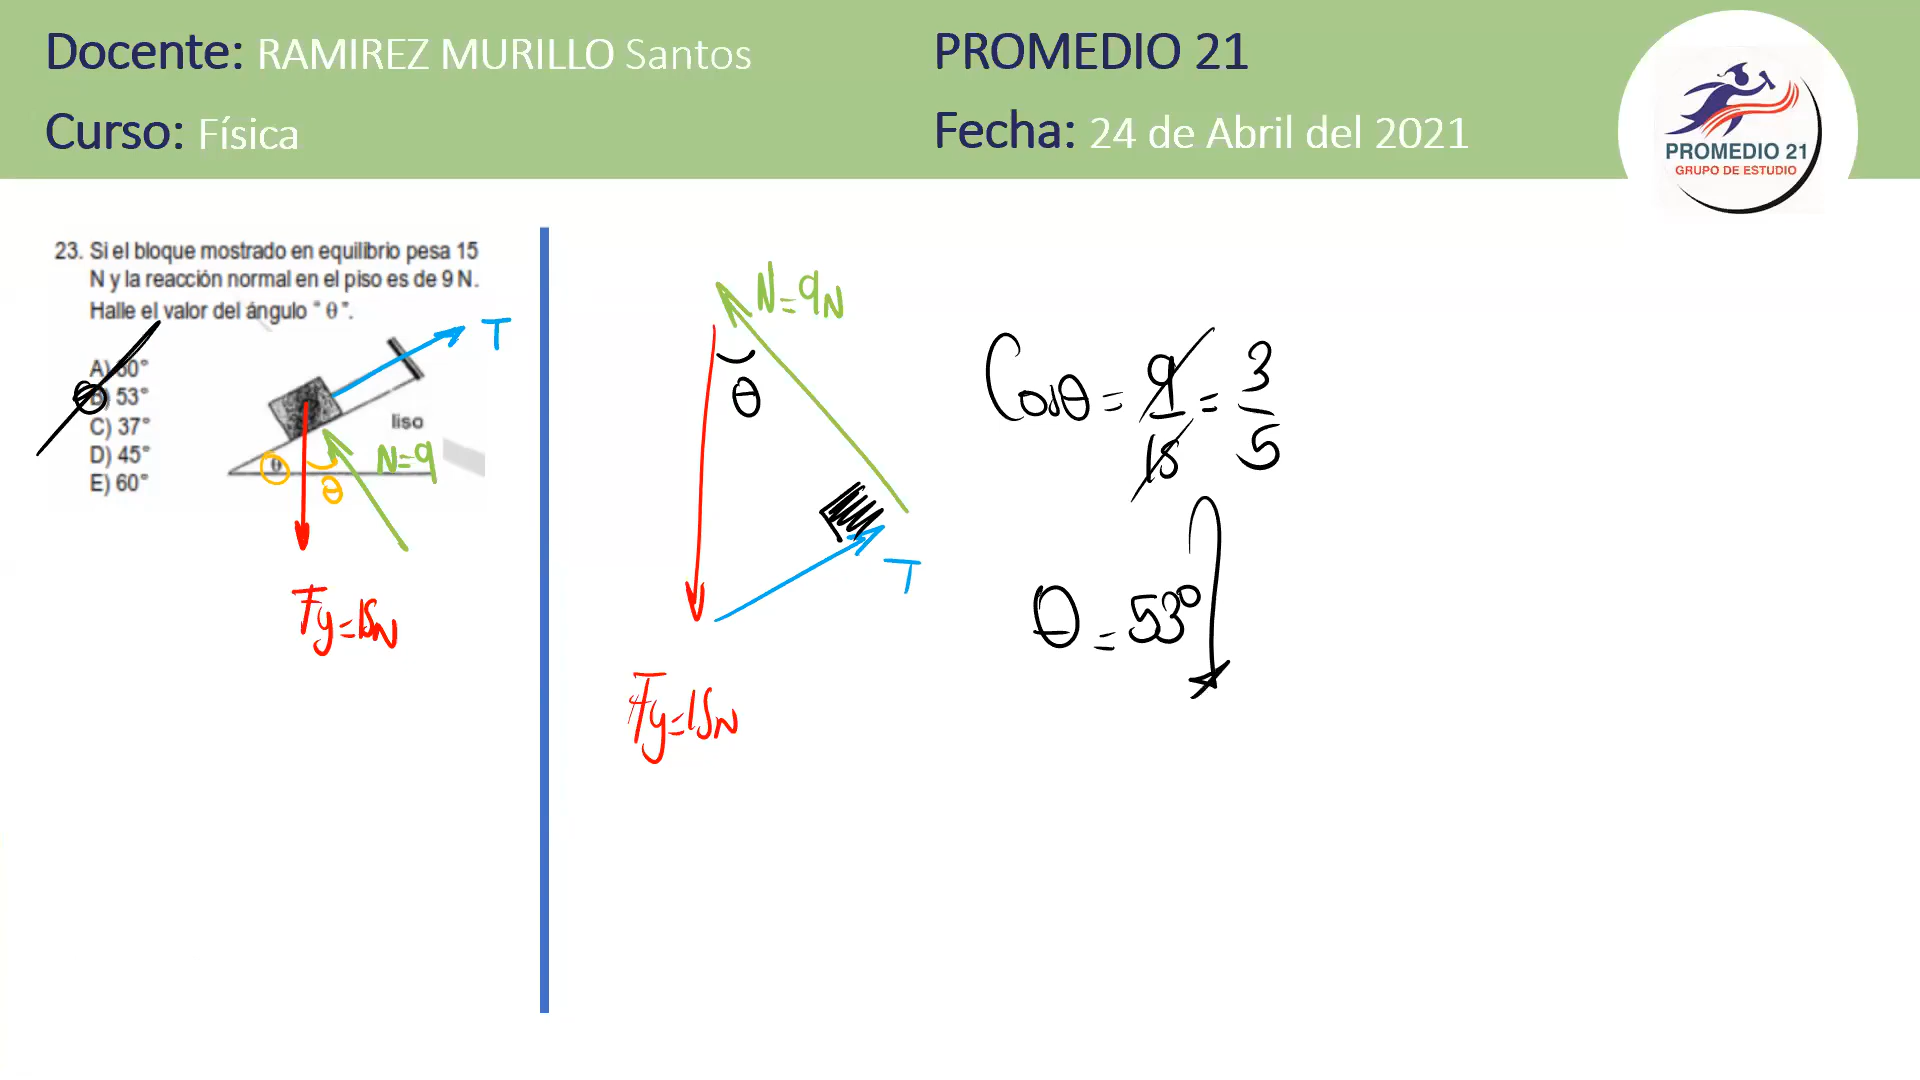 Docente: RAMIREZ MURILLO Santos
PROMEDIO 21
Curso: Física
Fecha: 24 de Abril del 2021
PROMEDIO 21
GRUPO DE ESTUDIO
23. Si el bloque mostrado en equilibrio pesa 15
N y la reacción normal en el piso es de 9 N.
Halle el valor del ángulo " θ ".
A) 30°
B) 53°
C) 37°
D) 45°
E) 60°
T
liso
N=9
θ
θ
Fy=15N
N=9N
θ
T
Fy=15N
Cosθ = 9/15 = 3/5
θ = 53°